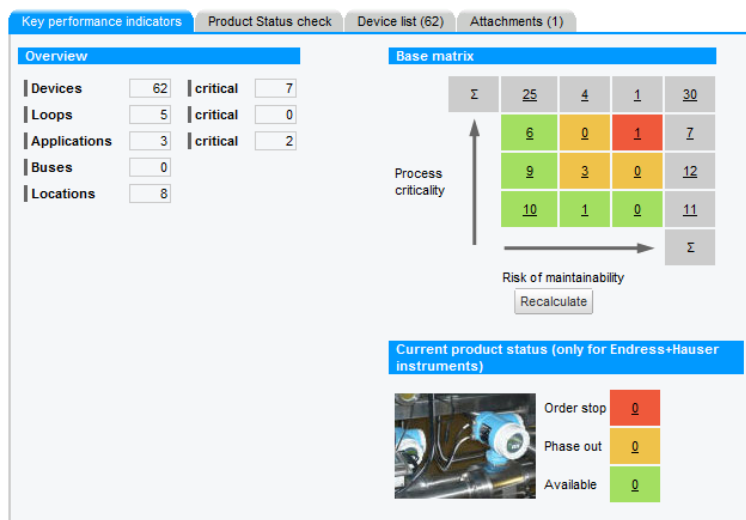 Key performance indicators Product Status check Device list (62) Attachments (1)
Overview
Devices 62 critical 7
Loops 5 critical 0
Applications 3 critical 2
Buses 0
Locations 8
Base matrix
Σ 25 4 1 30
6 0 1 7
Process
criticality
9 3 0 12
10 1 0 11
Σ
Risk of maintainability
Recalculate
Current product status (only for Endress+Hauser
instruments)
Order stop 0
Phase out 0
Available 0